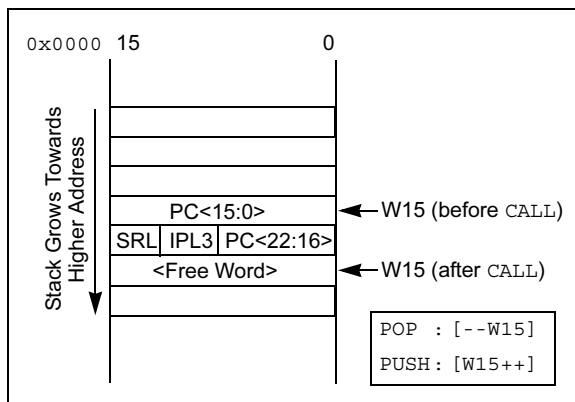 0x0000 15 0
Stack Grows Towards
Higher Address
PC<15:0>
W15 (before CALL)
SRL IPL3 PC<22:16>
<Free Word>
W15 (after CALL)
POP : [--W15]
PUSH: [W15++]